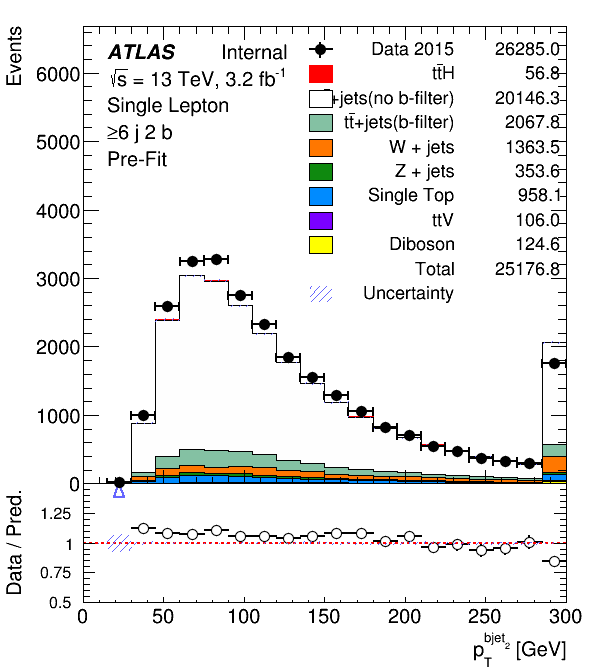 ATLAS Internal
√s = 13 TeV, 3.2 fb⁻¹
Single Lepton
≥6 j 2 b
Pre-Fit
Data 2015 26285.0
tt̄H 56.8
+jets(no b-filter) 20146.3
tt̄+jets(b-filter) 2067.8
W + jets 1363.5
Z + jets 353.6
Single Top 958.1
ttV 106.0
Diboson 124.6
Total 25176.8
Uncertainty
Events
6000
5000
4000
3000
2000
1000
0
Data / Pred.
1.25
1
0.75
0.5
0 50 100 150 200 250 300
p_T^{bjet_2} [GeV]